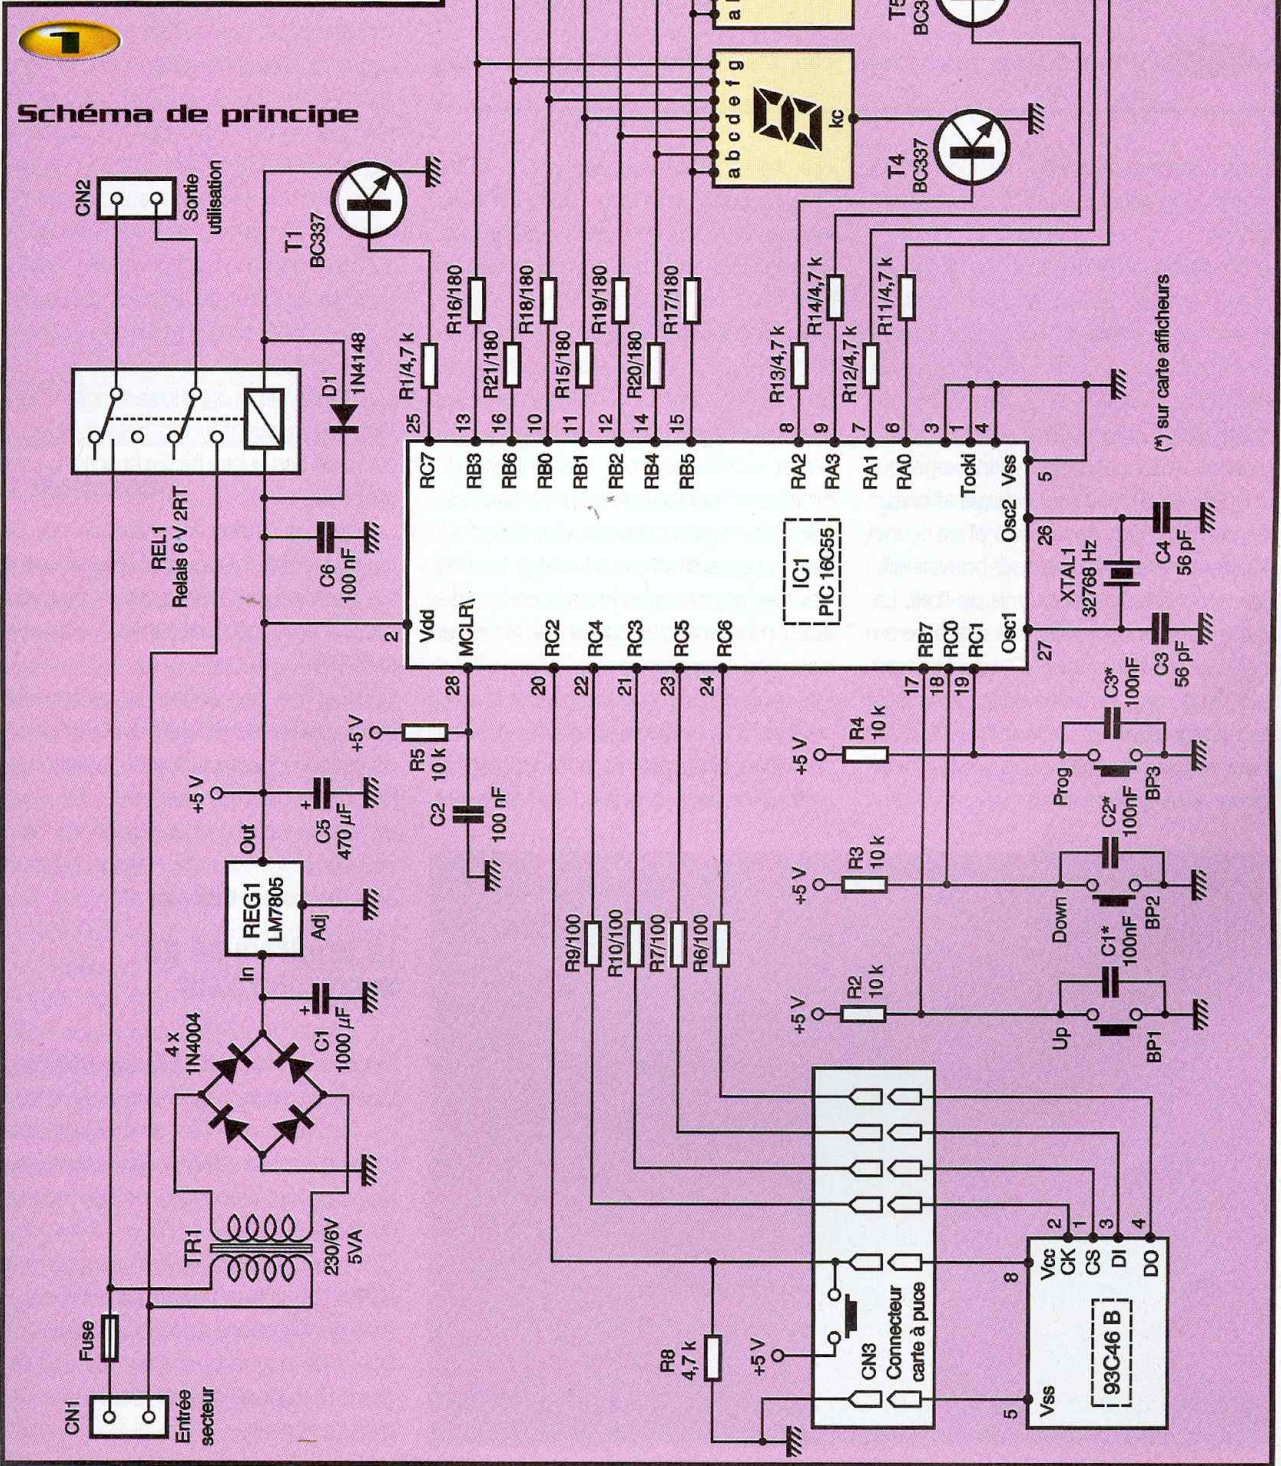 1
Schéma de principe
CN2
Sortie
utilisation
T1
BC337
REL1
Relais 6 V 2RT
D1
1N4148
C6
100 nF
R1/4,7 k
R16/180
R21/180
R18/180
R15/180
R19/180
R20/180
R17/180
a b c d e f g
kc
T4
BC337
T5
R13/4,7 k
R14/4,7 k
R12/4,7 k
R11/4,7 k
(*) sur carte afficheurs
25
13
16
10
11
12
14
15
8
9
7
6
3
1
4
RC7
RB3
RB6
RB0
RB1
RB2
RB4
RB5
RA2
RA3
RA1
RA0
Tocki
Vss
5
Osc2
26
Osc1
27
IC1
PIC 16C55
2
Vdd
MCLR\
RC2
RC4
RC3
RC5
RC6
RB7
RC0
RC1
28
20
22
21
23
24
17
18
19
XTAL1
32768 Hz
C4
56 pF
C3
56 pF
+5 V
R5
10 k
C2
100 nF
+5 V
C5
470 µF
Out
REG1
LM7805
Adj
In
C1
1000 µF
4 x
1N4004
TR1
230/6V
5VA
Fuse
CN1
Entrée
secteur
R9/100
R10/100
R7/100
R6/100
+5 V
R4
10 k
Prog
C3*
100nF
BP3
+5 V
R3
10 k
Down
C2*
100nF
BP2
+5 V
R2
10 k
Up
C1*
100nF
BP1
R8
4,7 k
+5 V
CN3
Connecteur
carte à puce
8
2
1
3
4
Vcc
CK
CS
DI
DO
93C46 B
5
Vss